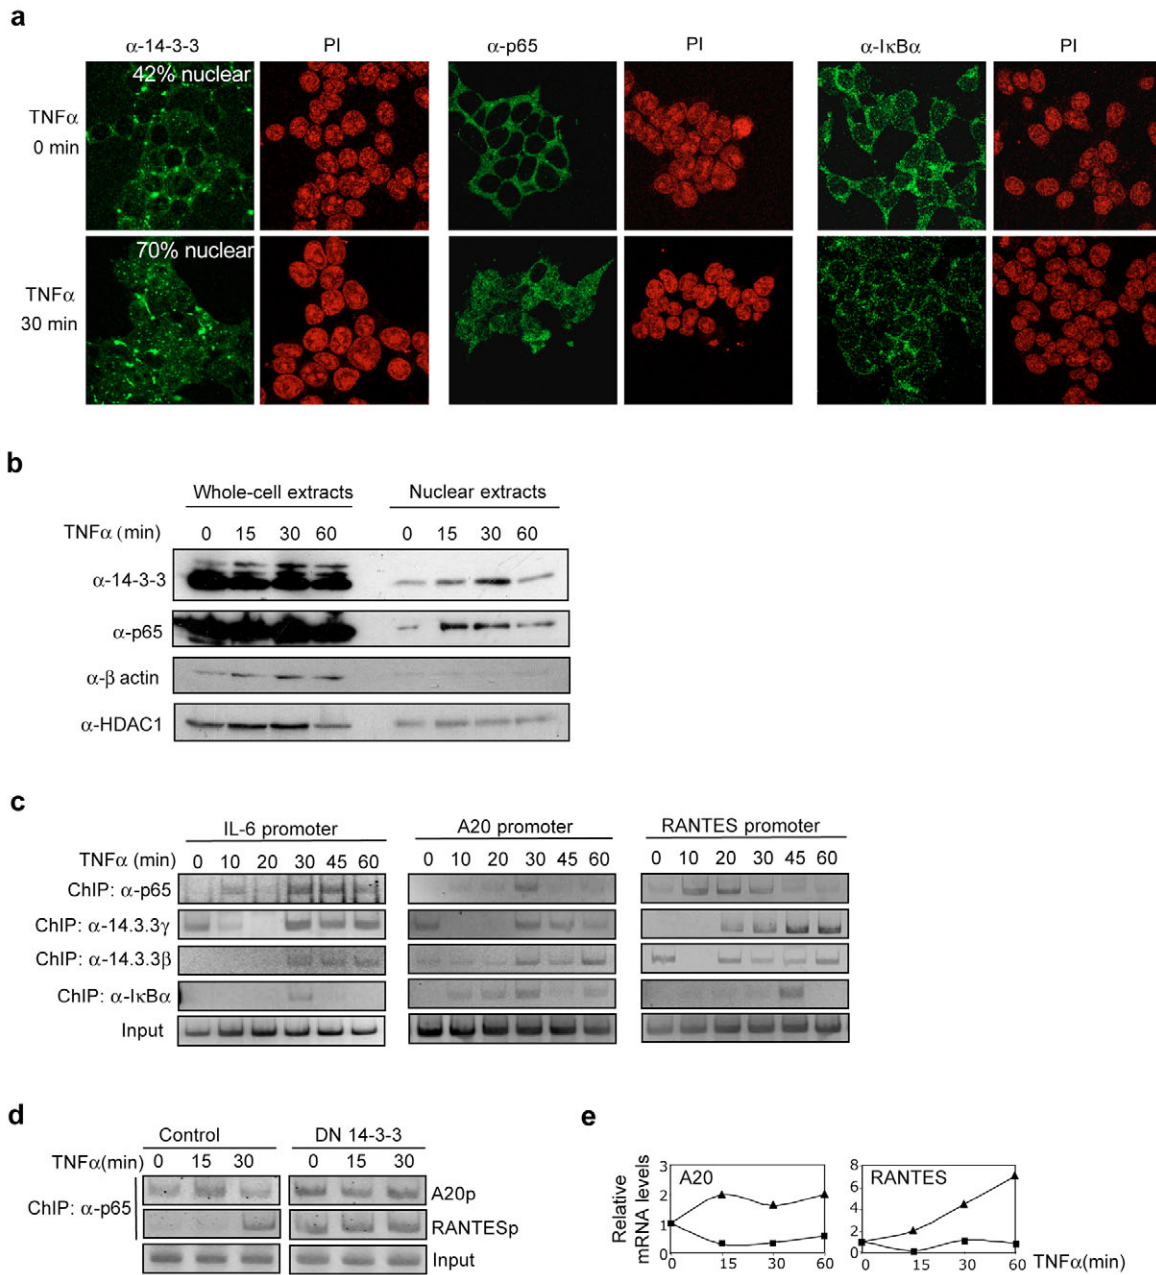 a
α-14-3-3 PI α-p65 PI α-IκBα PI
TNFα
0 min
42% nuclear
TNFα
30 min
70% nuclear
b
Whole-cell extracts Nuclear extracts
TNFα (min) 0 15 30 60 0 15 30 60
α-14-3-3
α-p65
α-β actin
α-HDAC1
c
IL-6 promoter A20 promoter RANTES promoter
TNFα (min) 0 10 20 30 45 60 0 10 20 30 45 60 0 10 20 30 45 60
ChIP: α-p65
ChIP: α-14.3.3γ
ChIP: α-14.3.3β
ChIP: α-IκBα
Input
d
Control DN 14-3-3
TNFα(min) 0 15 30 0 15 30
ChIP: α-p65
A20p
RANTESp
Input
e
Relative
mRNA levels
3
2
1
0
A20
0 15 30 60
8
6
4
2
0
RANTES
0 15 30 60
TNFα(min)